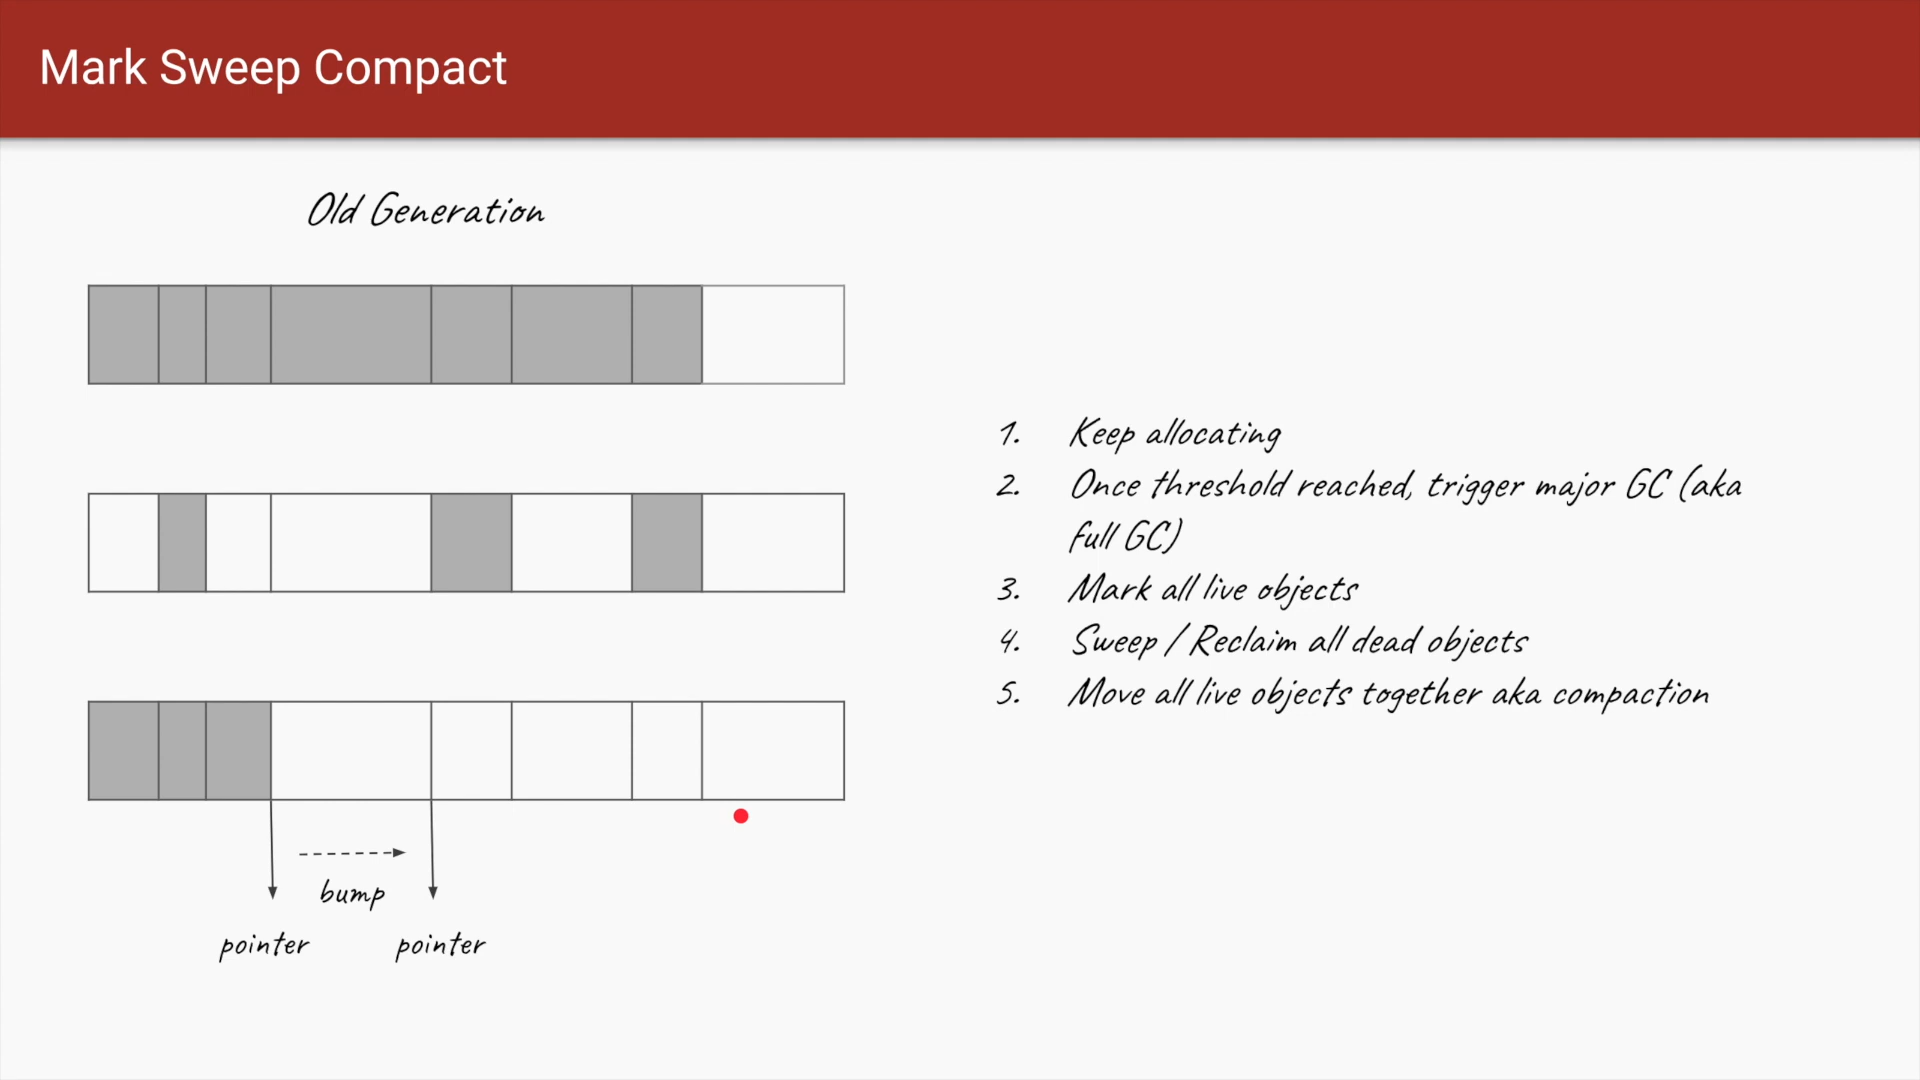 Mark Sweep Compact
Old Generation
1. Keep allocating
2. Once threshold reached, trigger major GC (aka
full GC)
3. Mark all live objects
4. Sweep / Reclaim all dead objects
5. Move all live objects together aka compaction
bump
pointer pointer